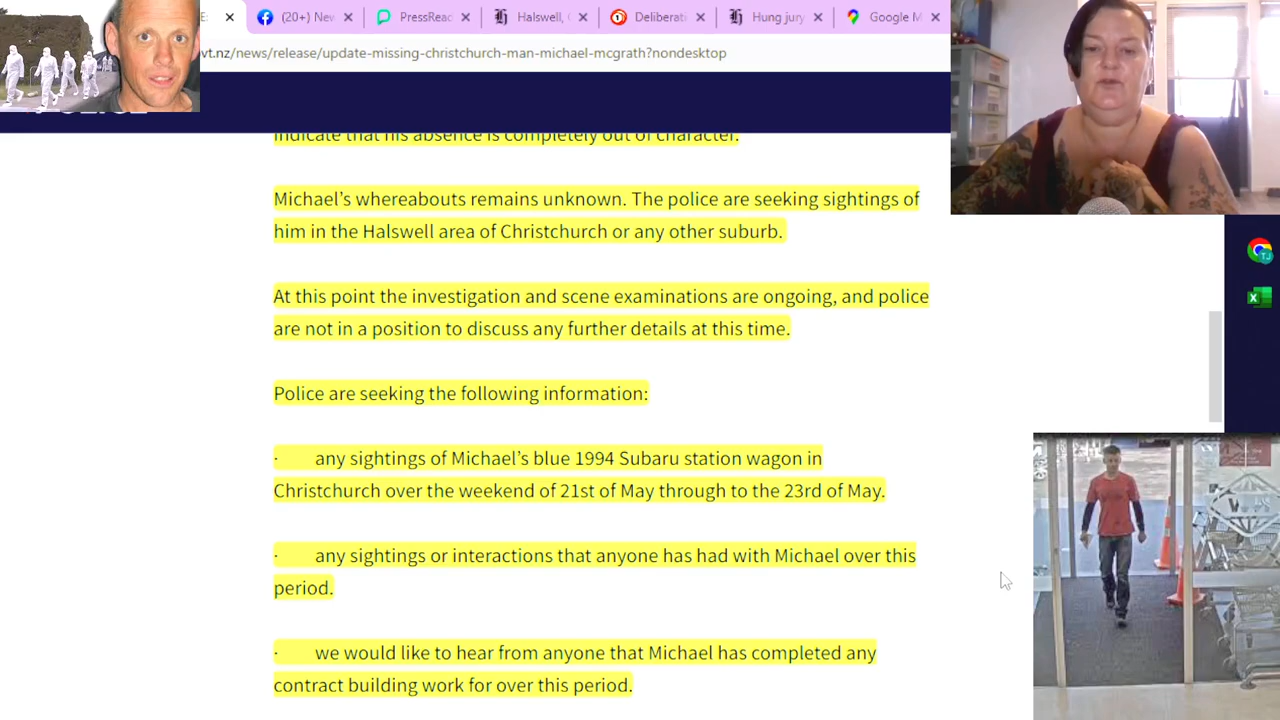 (20+) Nev
PressRead
Halswell, C
Deliberati
Hung jury
Google M
vt.nz/news/release/update-missing-christchurch-man-michael-mcgrath?nondesktop
indicate that his absence is completely out of character.
Michael’s whereabouts remains unknown. The police are seeking sightings of
him in the Halswell area of Christchurch or any other suburb.
At this point the investigation and scene examinations are ongoing, and police
are not in a position to discuss any further details at this time.
Police are seeking the following information:
· any sightings of Michael’s blue 1994 Subaru station wagon in
Christchurch over the weekend of 21st of May through to the 23rd of May.
· any sightings or interactions that anyone has had with Michael over this
period.
· we would like to hear from anyone that Michael has completed any
contract building work for over this period.
TJ